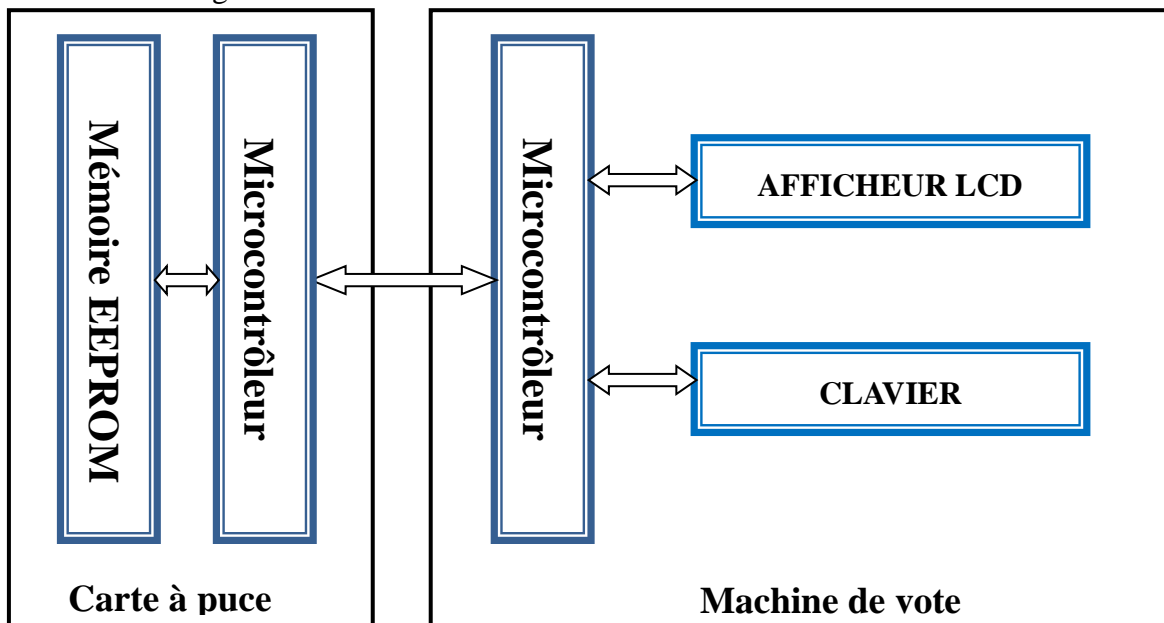 Mémoire EEPROM
Microcontrôleur
Microcontrôleur
AFFICHEUR LCD
CLAVIER
Carte à puce
Machine de vote